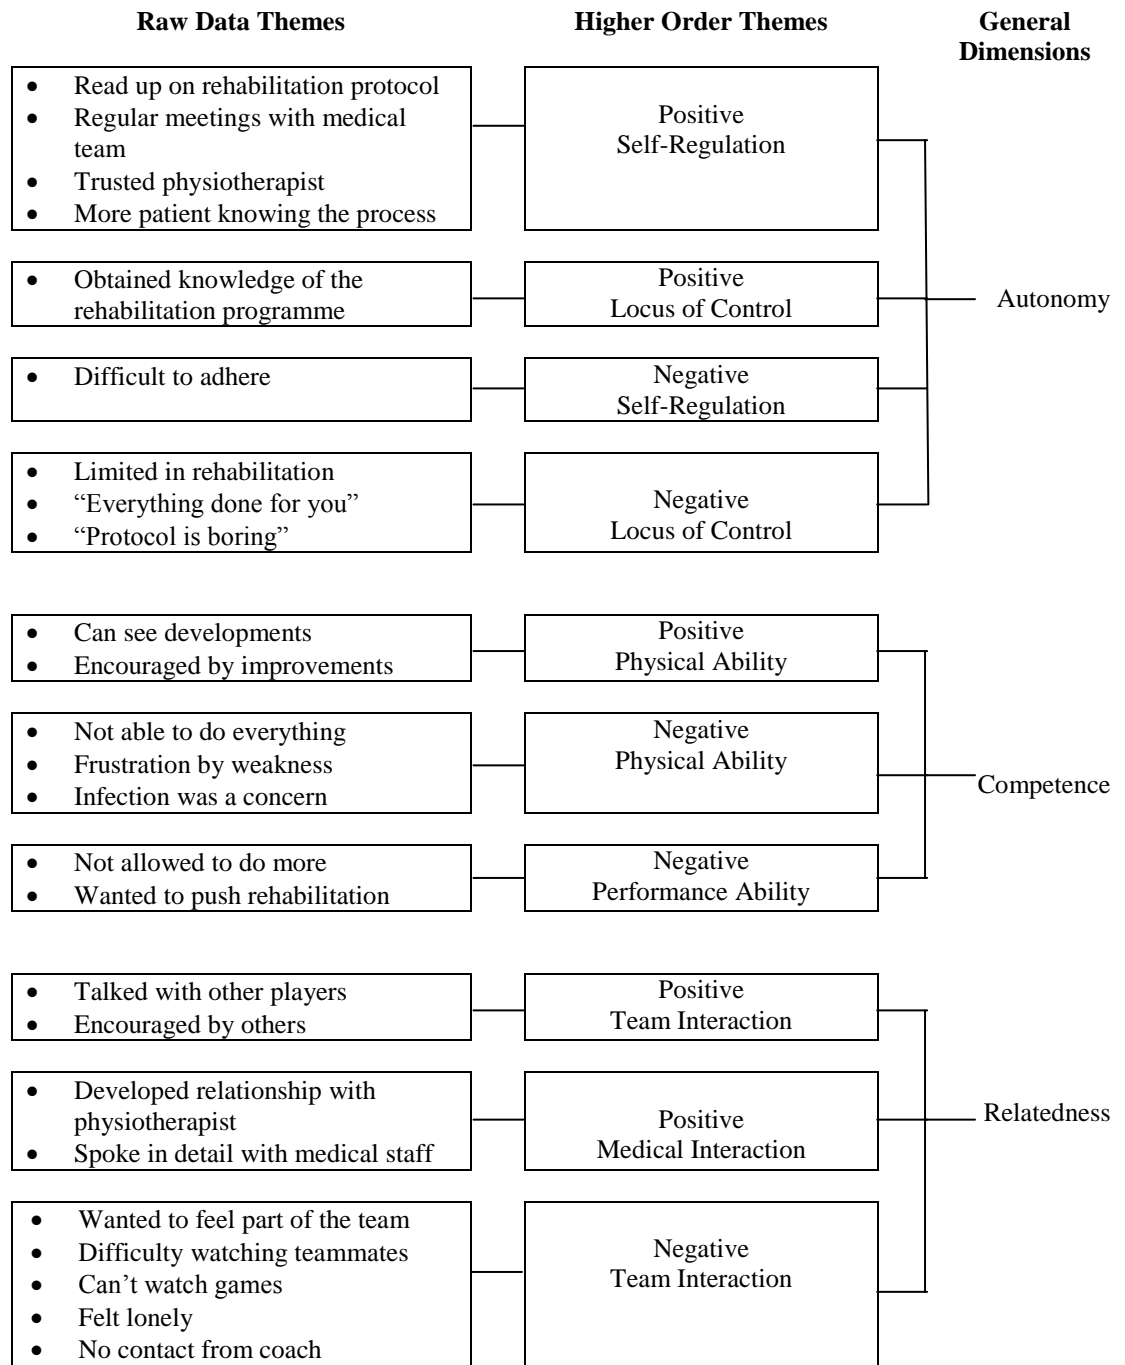 Raw Data Themes
Higher Order Themes
General
Dimensions
• Read up on rehabilitation protocol
• Regular meetings with medical
team
• Trusted physiotherapist
• More patient knowing the process
Positive
Self-Regulation
• Obtained knowledge of the
rehabilitation programme
Positive
Locus of Control
Autonomy
• Difficult to adhere
Negative
Self-Regulation
• Limited in rehabilitation
• “Everything done for you”
• “Protocol is boring”
Negative
Locus of Control
• Can see developments
• Encouraged by improvements
Positive
Physical Ability
• Not able to do everything
• Frustration by weakness
• Infection was a concern
Negative
Physical Ability
Competence
• Not allowed to do more
• Wanted to push rehabilitation
Negative
Performance Ability
• Talked with other players
• Encouraged by others
Positive
Team Interaction
• Developed relationship with
physiotherapist
• Spoke in detail with medical staff
Positive
Medical Interaction
Relatedness
• Wanted to feel part of the team
• Difficulty watching teammates
• Can’t watch games
• Felt lonely
• No contact from coach
Negative
Team Interaction